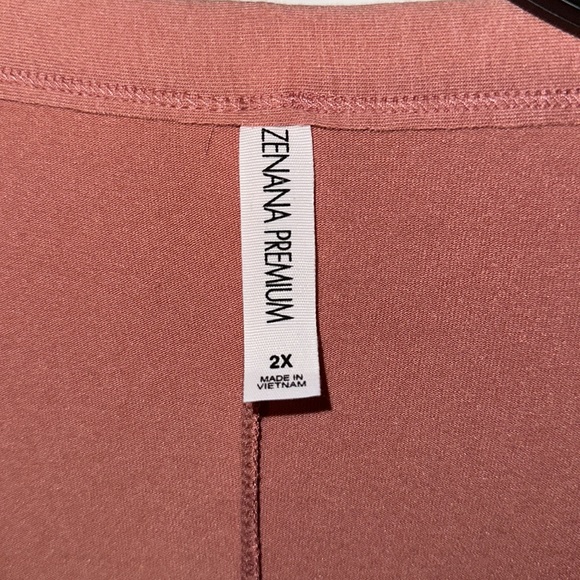 ZENANA PREMIUM
2X
MADE IN
VIETNAM